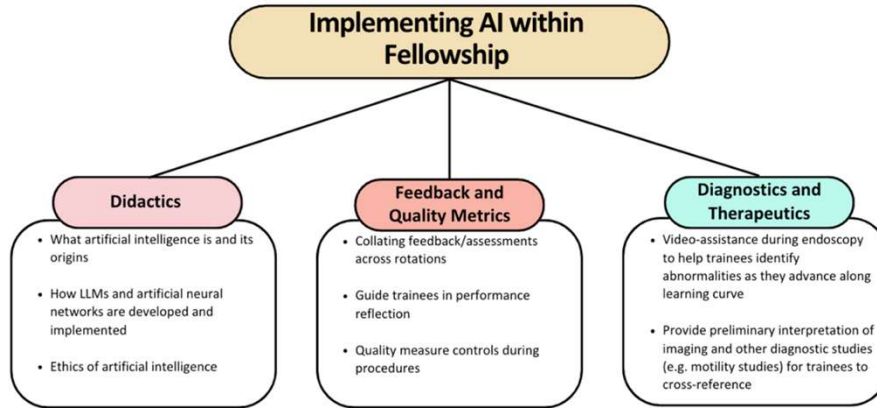 Implementing AI within
Fellowship
Didactics
• What artificial intelligence is and its
origins
• How LLMs and artificial neural
networks are developed and
implemented
• Ethics of artificial intelligence
Feedback and
Quality Metrics
• Collating feedback/assessments
across rotations
• Guide trainees in performance
reflection
• Quality measure controls during
procedures
Diagnostics and
Therapeutics
• Video-assistance during endoscopy
to help trainees identify
abnormalities as they advance along
learning curve
• Provide preliminary interpretation of
imaging and other diagnostic studies
(e.g. motility studies) for trainees to
cross-reference